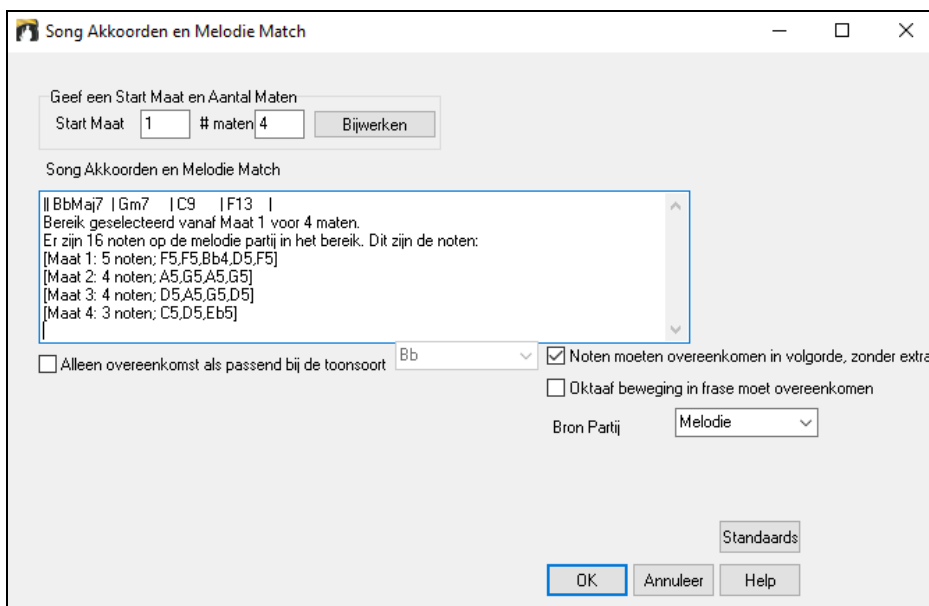 Song Akkoorden en Melodie Match
Geef een Start Maat en Aantal Maten
Start Maat 1 # maten 4 Bijwerken
Song Akkoorden en Melodie Match
|| BbMaj7 | Gm7 | C9 | F13 |
Bereik geselecteerd vanaf Maat 1 voor 4 maten.
Er zijn 16 noten op de melodie partij in het bereik. Dit zijn de noten:
[Maat 1: 5 noten; F5,F5,Bb4,D5,F5]
[Maat 2: 4 noten; A5,G5,A5,G5]
[Maat 3: 4 noten; D5,A5,G5,D5]
[Maat 4: 3 noten; C5,D5,Eb5]
Alleen overeenkomst als passend bij de toonsoort Bb Noten moeten overeenkomen in volgorde, zonder extra
Oktaaf beweging in frase moet overeenkomen
Bron Partij Melodie
Standaards
OK Annuleer Help